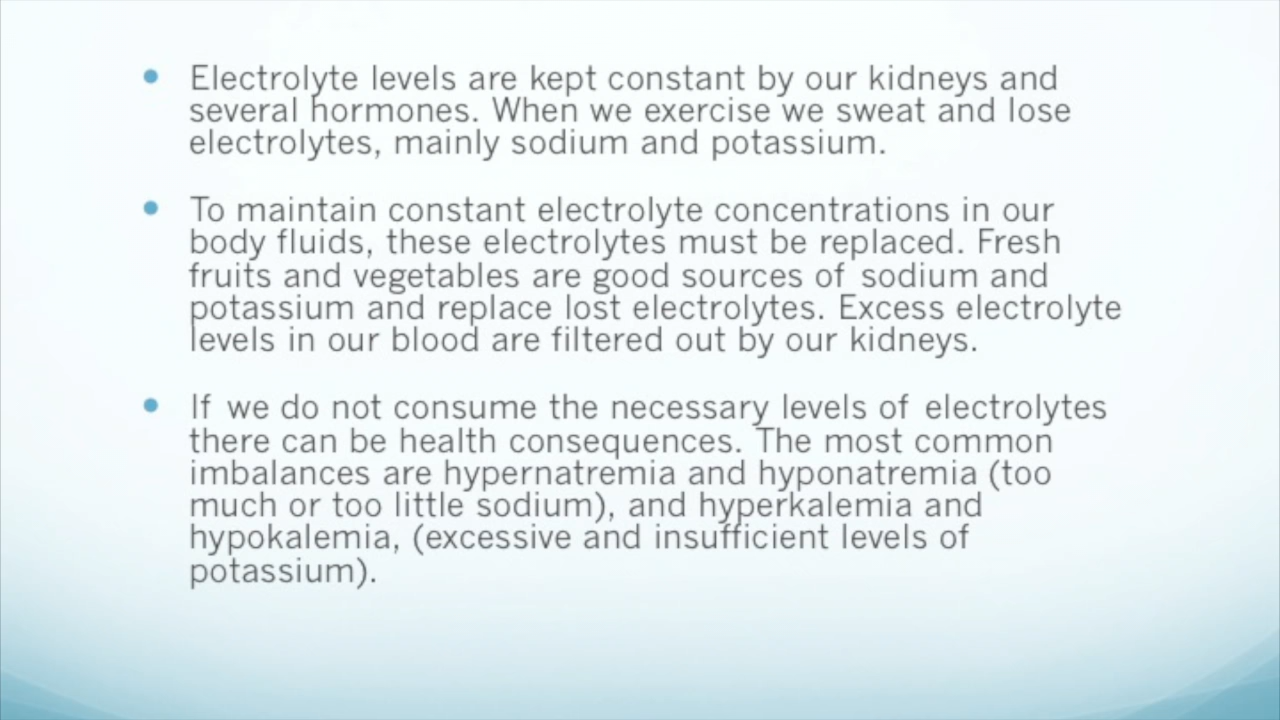 • Electrolyte levels are kept constant by our kidneys and
several hormones. When we exercise we sweat and lose
electrolytes, mainly sodium and potassium.
• To maintain constant electrolyte concentrations in our
body fluids, these electrolytes must be replaced. Fresh
fruits and vegetables are good sources of sodium and
potassium and replace lost electrolytes. Excess electrolyte
levels in our blood are filtered out by our kidneys.
• If we do not consume the necessary levels of electrolytes
there can be health consequences. The most common
imbalances are hypernatremia and hyponatremia (too
much or too little sodium), and hyperkalemia and
hypokalemia, (excessive and insufficient levels of
potassium).